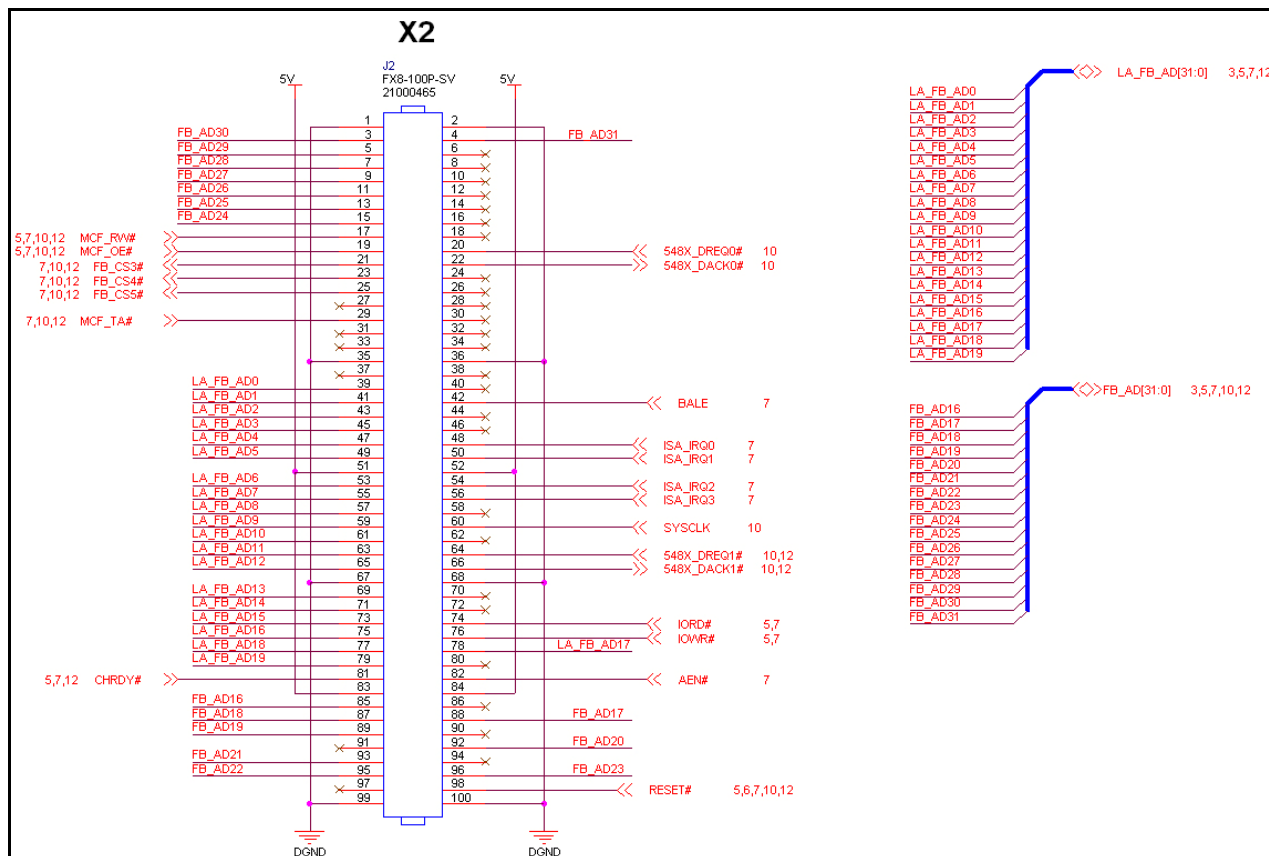 X2
J2
FX8-100P-SV
21000465
5V
5V
1 2
FB_AD30 3 4 FB_AD31
FB_AD29 5 6
FB_AD28 7 8
FB_AD27 9 10
FB_AD26 11 12
FB_AD25 13 14
FB_AD24 15 16
5,7,10,12 MCF_RW# 17 18
5,7,10,12 MCF_OE# 19 20 548X_DREQ0# 10
7,10,12 FB_CS3# 21 22 548X_DACK0# 10
7,10,12 FB_CS4# 23 24
7,10,12 FB_CS5# 25 26
27 28
7,10,12 MCF_TA# 29 30
31 32
33 34
35 36
37 38
LA_FB_AD0 39 40
LA_FB_AD1 41 42 BALE 7
LA_FB_AD2 43 44
LA_FB_AD3 45 46
LA_FB_AD4 47 48 ISA_IRQ0 7
LA_FB_AD5 49 50 ISA_IRQ1 7
51 52
LA_FB_AD6 53 54 ISA_IRQ2 7
LA_FB_AD7 55 56 ISA_IRQ3 7
LA_FB_AD8 57 58
LA_FB_AD9 59 60 SYSCLK 10
LA_FB_AD10 61 62
LA_FB_AD11 63 64 548X_DREQ1# 10,12
LA_FB_AD12 65 66 548X_DACK1# 10,12
67 68
LA_FB_AD13 69 70
LA_FB_AD14 71 72
LA_FB_AD15 73 74 IORD# 5,7
LA_FB_AD16 75 76 IOWR# 5,7
LA_FB_AD18 77 78 LA_FB_AD17
LA_FB_AD19 79 80
5,7,12 CHRDY# 81 82 AEN# 7
83 84
FB_AD16 85 86
FB_AD18 87 88 FB_AD17
FB_AD19 89 90
91 92 FB_AD20
FB_AD21 93 94
FB_AD22 95 96 FB_AD23
97 98 RESET# 5,6,7,10,12
99 100
DGND
DGND
LA_FB_AD[31:0] 3,5,7,12
LA_FB_AD0
LA_FB_AD1
LA_FB_AD2
LA_FB_AD3
LA_FB_AD4
LA_FB_AD5
LA_FB_AD6
LA_FB_AD7
LA_FB_AD8
LA_FB_AD9
LA_FB_AD10
LA_FB_AD11
LA_FB_AD12
LA_FB_AD13
LA_FB_AD14
LA_FB_AD15
LA_FB_AD16
LA_FB_AD17
LA_FB_AD18
LA_FB_AD19
FB_AD[31:0] 3,5,7,10,12
FB_AD16
FB_AD17
FB_AD18
FB_AD19
FB_AD20
FB_AD21
FB_AD22
FB_AD23
FB_AD24
FB_AD25
FB_AD26
FB_AD27
FB_AD28
FB_AD29
FB_AD30
FB_AD31